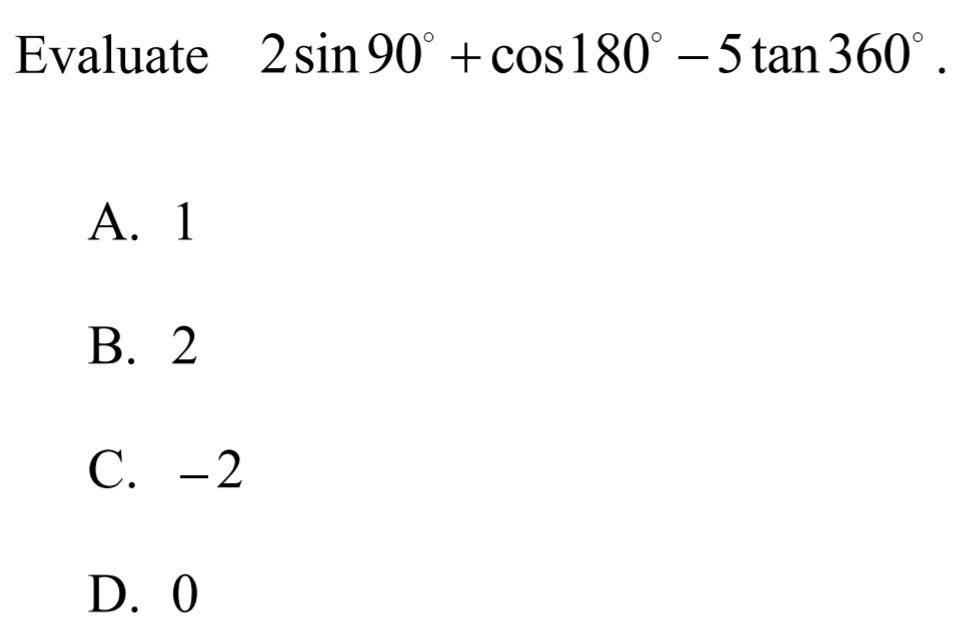 Evaluate 2 sin 90° + cos 180° − 5 tan 360° .
A. 1
B. 2
C. −2
D. 0